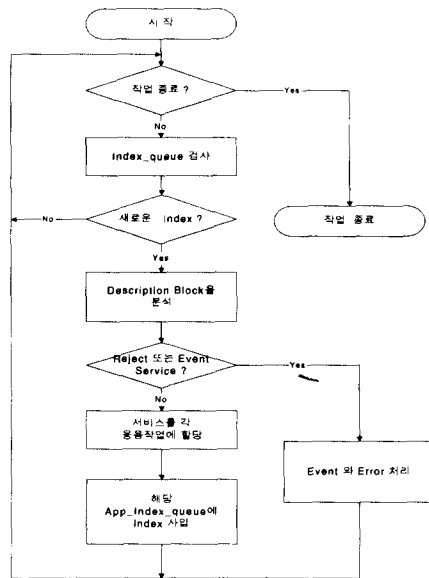 시 작
작업 종료 ?
Yes
No
Index_queue 검사
새로운 Index ?
No
작업 종료
Yes
Description Block을
분석
Reject 또는 Event
Service ?
Yes
No
서비스를 각
응용작업에 할당
Event 와 Error 처리
해당
App_Index_queue에
Index 사입